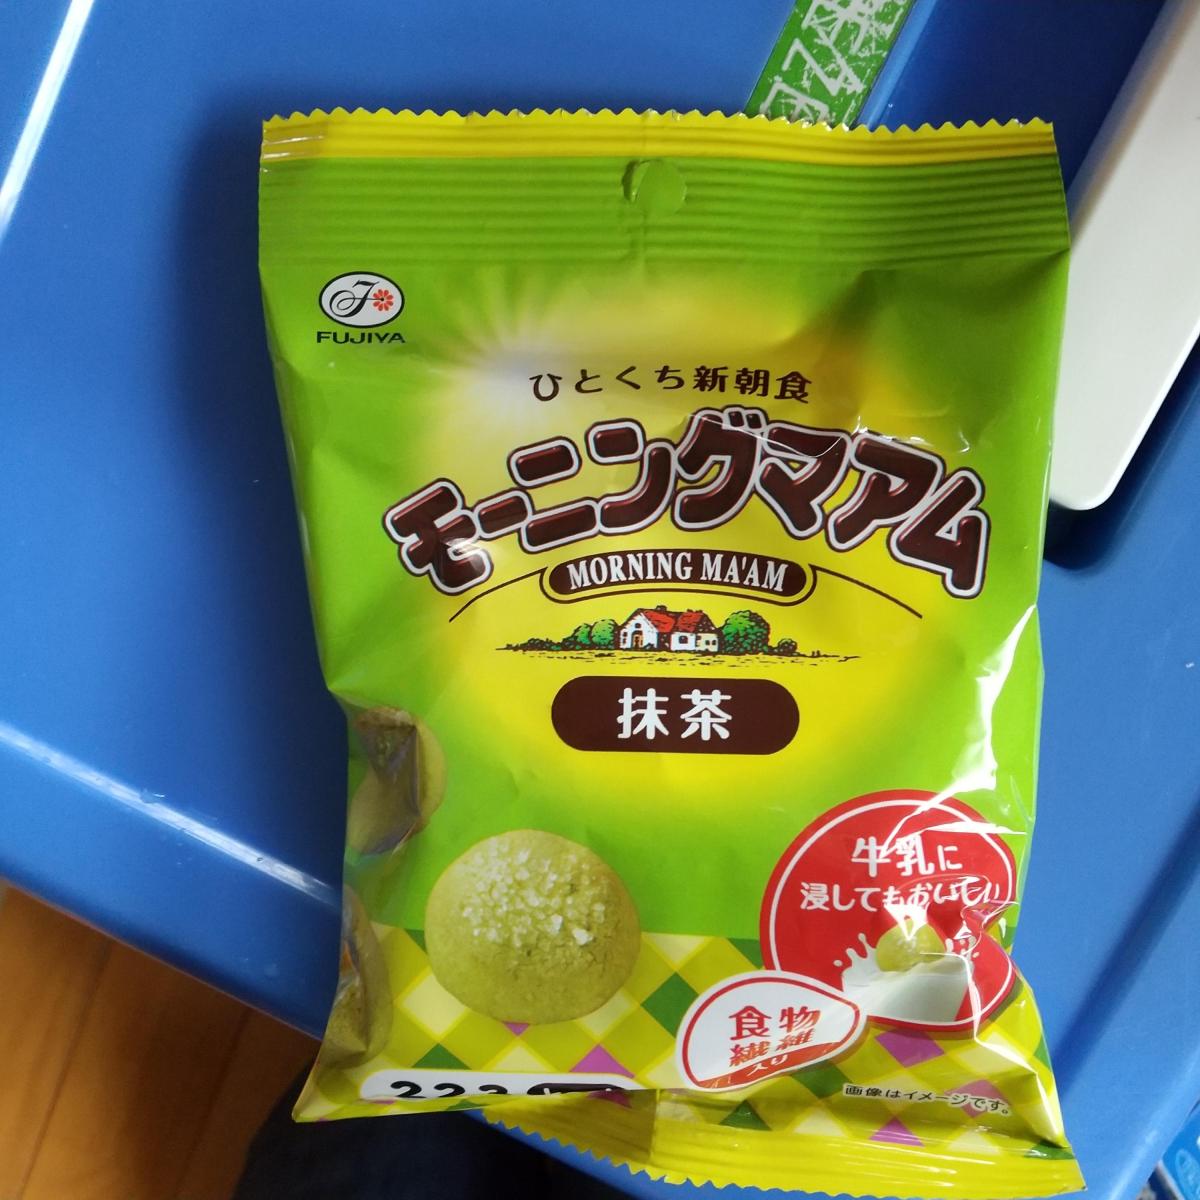 FUJIYA
ひとくち新朝食
モーニングマアム
MORNING MA'AM
抹茶
牛乳に
浸してもおいしい
食物
繊維
入り
223
画像はイメージです。